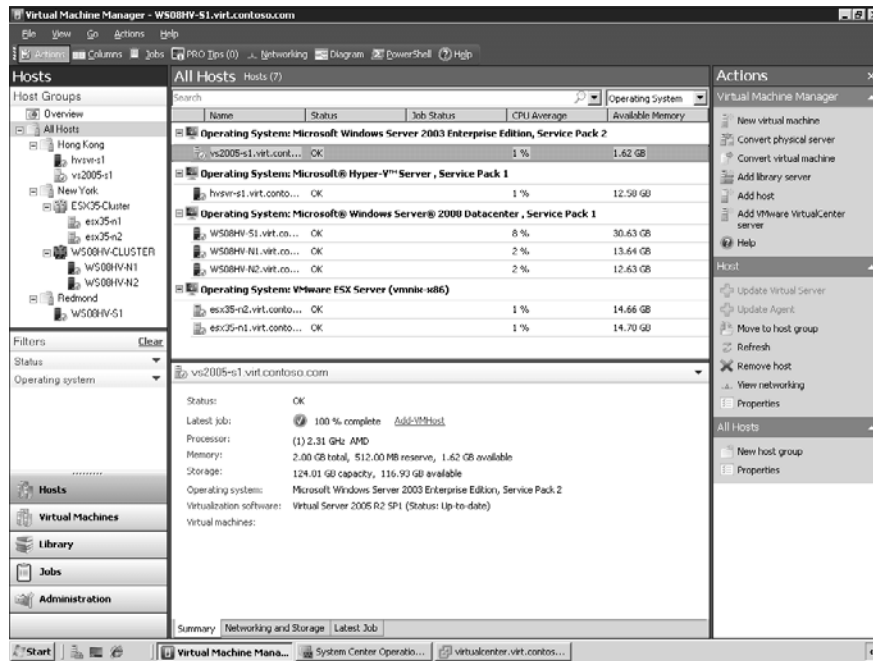 Virtual Machine Manager - WS08HV-S1.virt.contoso.com
File View Go Actions Help
Actions Columns Jobs PRO Tips (0) Networking Diagram PowerShell Help
Hosts
Host Groups
Overview
All Hosts
Hong Kong
hvsvr-s1
vs2005-s1
New York
ESX35-Cluster
esx35-n1
esx35-n2
WS08HV-CLUSTER
WS08HV-N1
WS08HV-N2
Redmond
WS08HV-S1
Filters Clear
Status
Operating system
Hosts
Virtual Machines
Library
Jobs
Administration
All Hosts Hosts (7)
Search Operating System
Name Status Job Status CPU Average Available Memory
Operating System: Microsoft Windows Server 2003 Enterprise Edition, Service Pack 2
vs2005-s1.virt.cont... OK 1 % 1.62 GB
Operating System: Microsoft® Hyper-V™ Server , Service Pack 1
hvsvr-s1.virt.conto... OK 1 % 12.58 GB
Operating System: Microsoft® Windows Server® 2008 Datacenter , Service Pack 1
WS08HV-S1.virt.co... OK 8 % 30.63 GB
WS08HV-N1.virt.co... OK 2 % 13.64 GB
WS08HV-N2.virt.co... OK 2 % 12.63 GB
Operating System: VMware ESX Server (vmnix-x86)
esx35-n2.virt.conto... OK 1 % 14.66 GB
esx35-n1.virt.conto... OK 1 % 14.70 GB
vs2005-s1.virt.contoso.com
Status: OK
Latest job: 100 % complete Add-VMHost
Processor: (1) 2.31 GHz AMD
Memory: 2.00 GB total, 512.00 MB reserve, 1.62 GB available
Storage: 124.01 GB capacity, 116.93 GB available
Operating system: Microsoft Windows Server 2003 Enterprise Edition, Service Pack 2
Virtualization software: Virtual Server 2005 R2 SP1 (Status: Up-to-date)
Virtual machines:
Summary Networking and Storage Latest Job
Actions
Virtual Machine Manager
New virtual machine
Convert physical server
Convert virtual machine
Add library server
Add host
Add VMware VirtualCenter
server
Help
Host
Update Virtual Server
Update Agent
Move to host group
Refresh
Remove host
View networking
Properties
All Hosts
New host group
Properties
Start Virtual Machine Mana... System Center Operatio... virtualcenter.virt.contos...